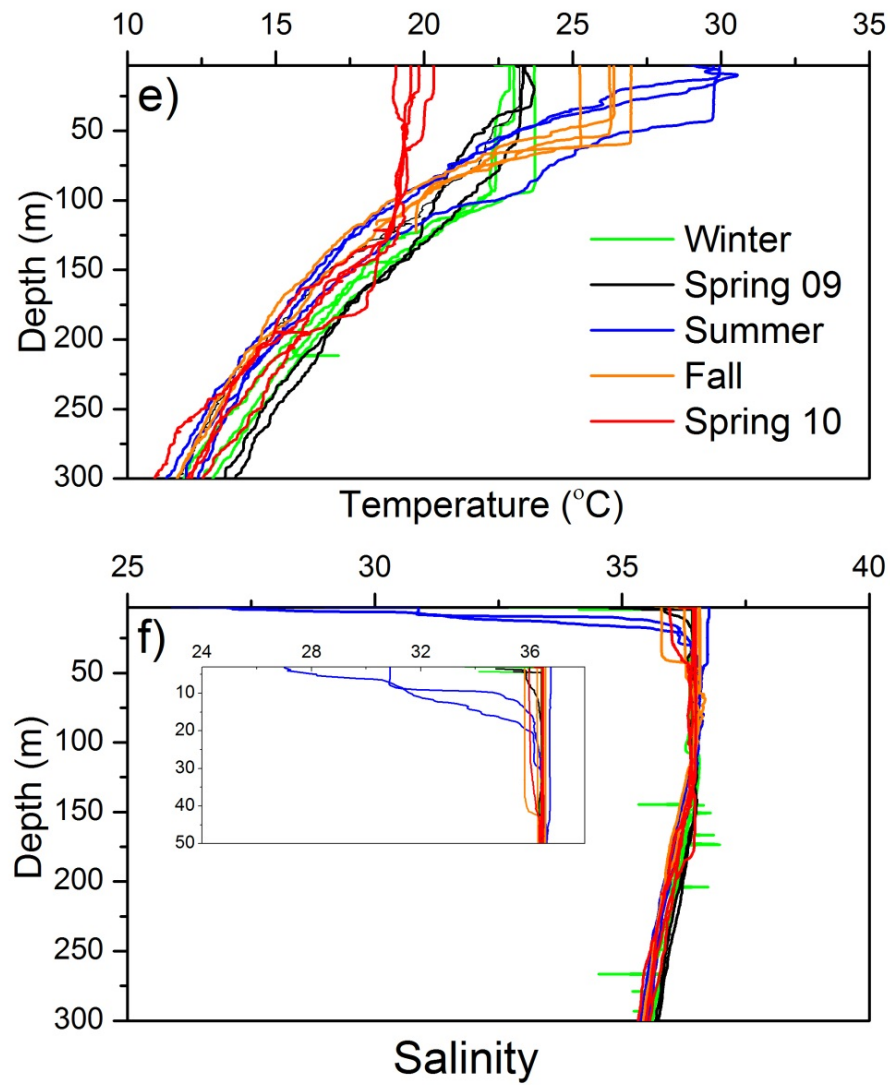 10 15 20 25 30 35
e)
50
100
150
200
250
300
Depth (m)
Winter
Spring 09
Summer
Fall
Spring 10
Temperature (°C)
25 30 35 40
f)
24 28 32 36
10
20
30
40
50
50
100
150
200
250
300
Depth (m)
Salinity